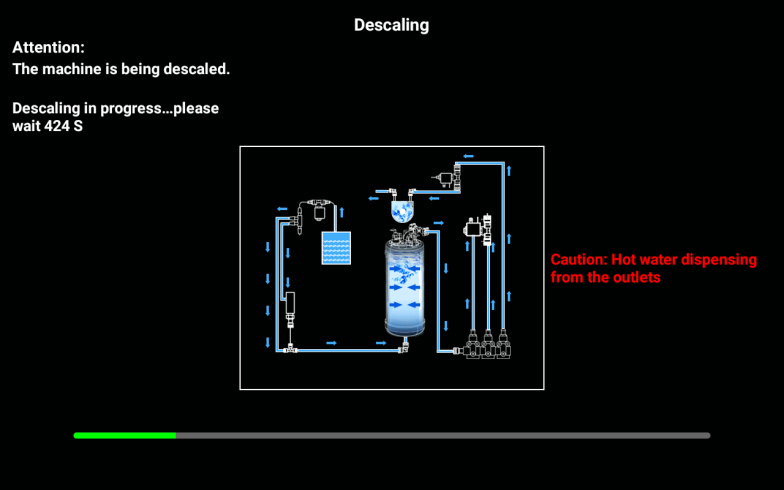 Descaling
Attention:
The machine is being descaled.
Descaling in progress...please
wait 424 S
Caution: Hot water dispensing
from the outlets